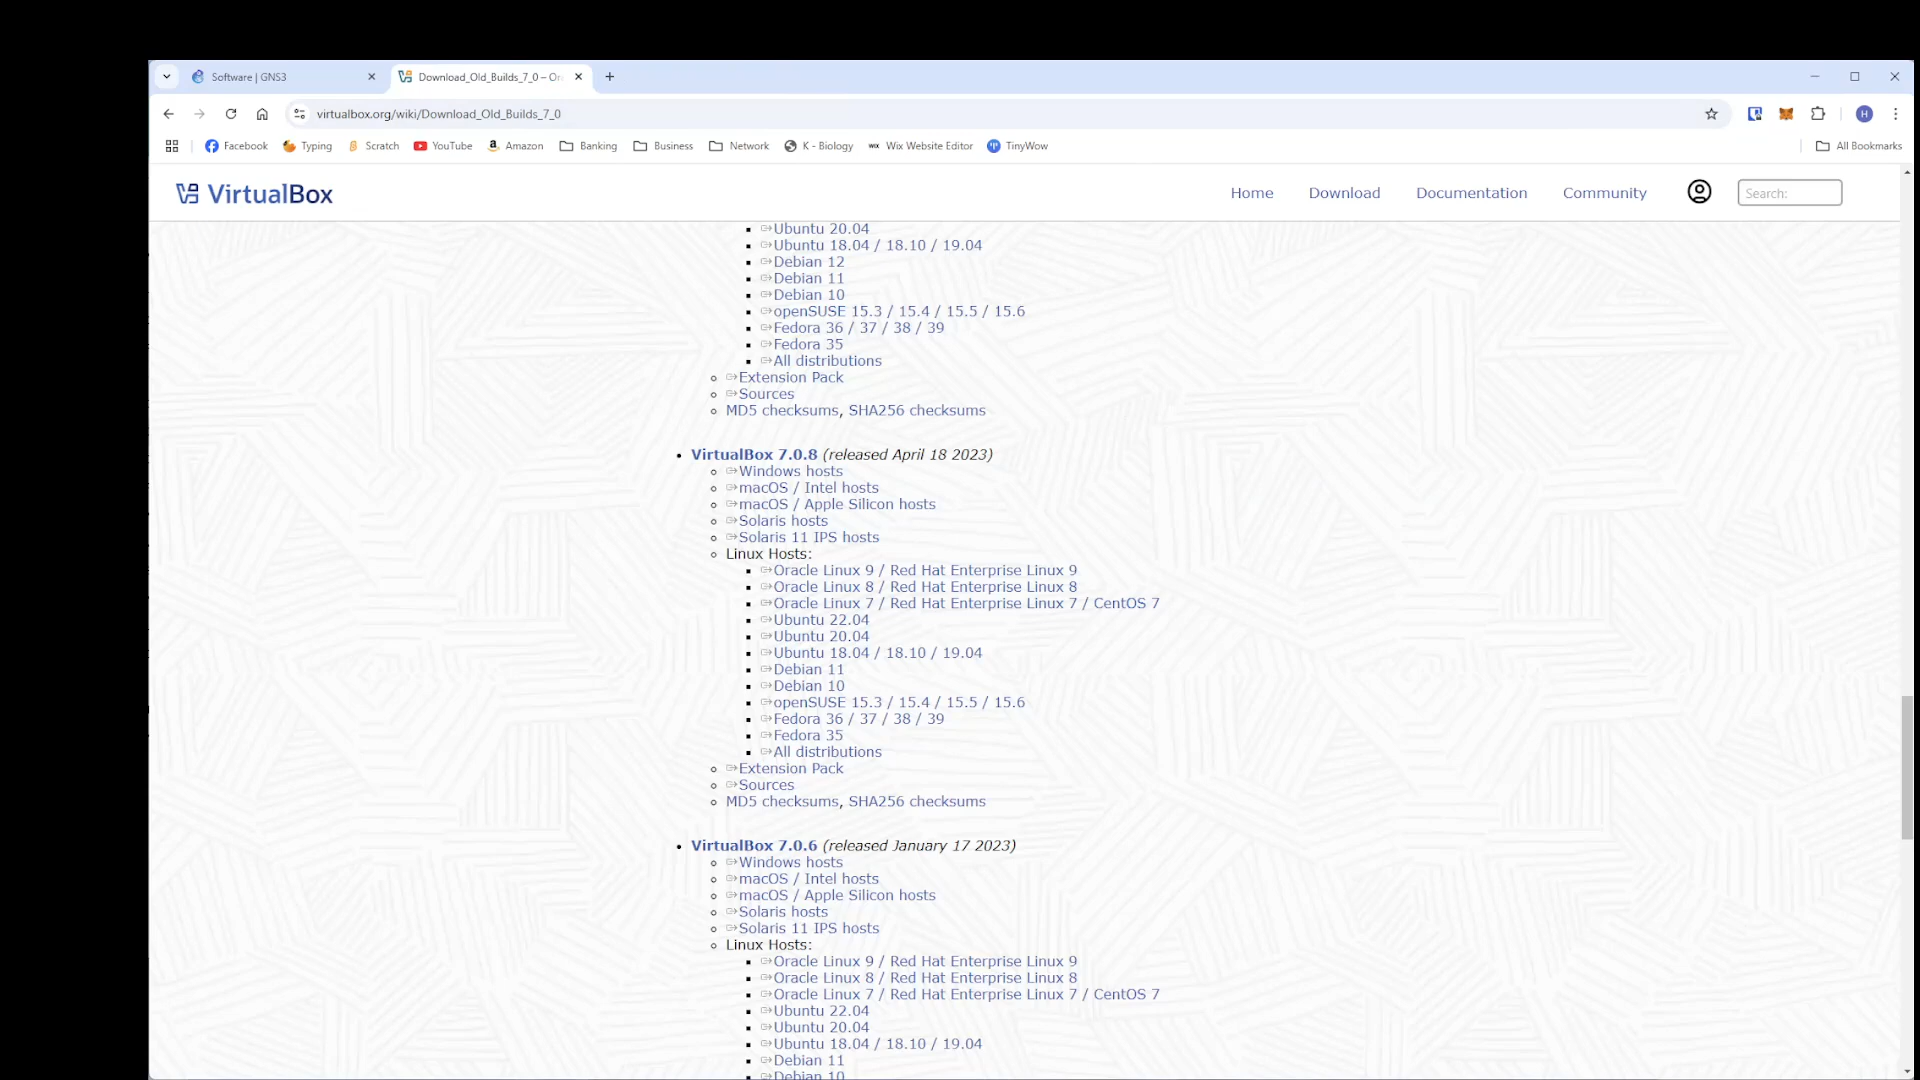 Software | GNS3
Download_Old_Builds_7_0 – Or
virtualbox.org/wiki/Download_Old_Builds_7_0
H
Facebook
Typing
Scratch
YouTube
Amazon
Banking
Business
Network
K - Biology
WIX Wix Website Editor
TinyWow
All Bookmarks
VirtualBox
Home
Download
Documentation
Community
Search:
Ubuntu 20.04
Ubuntu 18.04 / 18.10 / 19.04
Debian 12
Debian 11
Debian 10
openSUSE 15.3 / 15.4 / 15.5 / 15.6
Fedora 36 / 37 / 38 / 39
Fedora 35
All distributions
Extension Pack
Sources
MD5 checksums, SHA256 checksums
VirtualBox 7.0.8 (released April 18 2023)
Windows hosts
macOS / Intel hosts
macOS / Apple Silicon hosts
Solaris hosts
Solaris 11 IPS hosts
Linux Hosts:
Oracle Linux 9 / Red Hat Enterprise Linux 9
Oracle Linux 8 / Red Hat Enterprise Linux 8
Oracle Linux 7 / Red Hat Enterprise Linux 7 / CentOS 7
Ubuntu 22.04
Ubuntu 20.04
Ubuntu 18.04 / 18.10 / 19.04
Debian 11
Debian 10
openSUSE 15.3 / 15.4 / 15.5 / 15.6
Fedora 36 / 37 / 38 / 39
Fedora 35
All distributions
Extension Pack
Sources
MD5 checksums, SHA256 checksums
VirtualBox 7.0.6 (released January 17 2023)
Windows hosts
macOS / Intel hosts
macOS / Apple Silicon hosts
Solaris hosts
Solaris 11 IPS hosts
Linux Hosts:
Oracle Linux 9 / Red Hat Enterprise Linux 9
Oracle Linux 8 / Red Hat Enterprise Linux 8
Oracle Linux 7 / Red Hat Enterprise Linux 7 / CentOS 7
Ubuntu 22.04
Ubuntu 20.04
Ubuntu 18.04 / 18.10 / 19.04
Debian 11
Debian 10